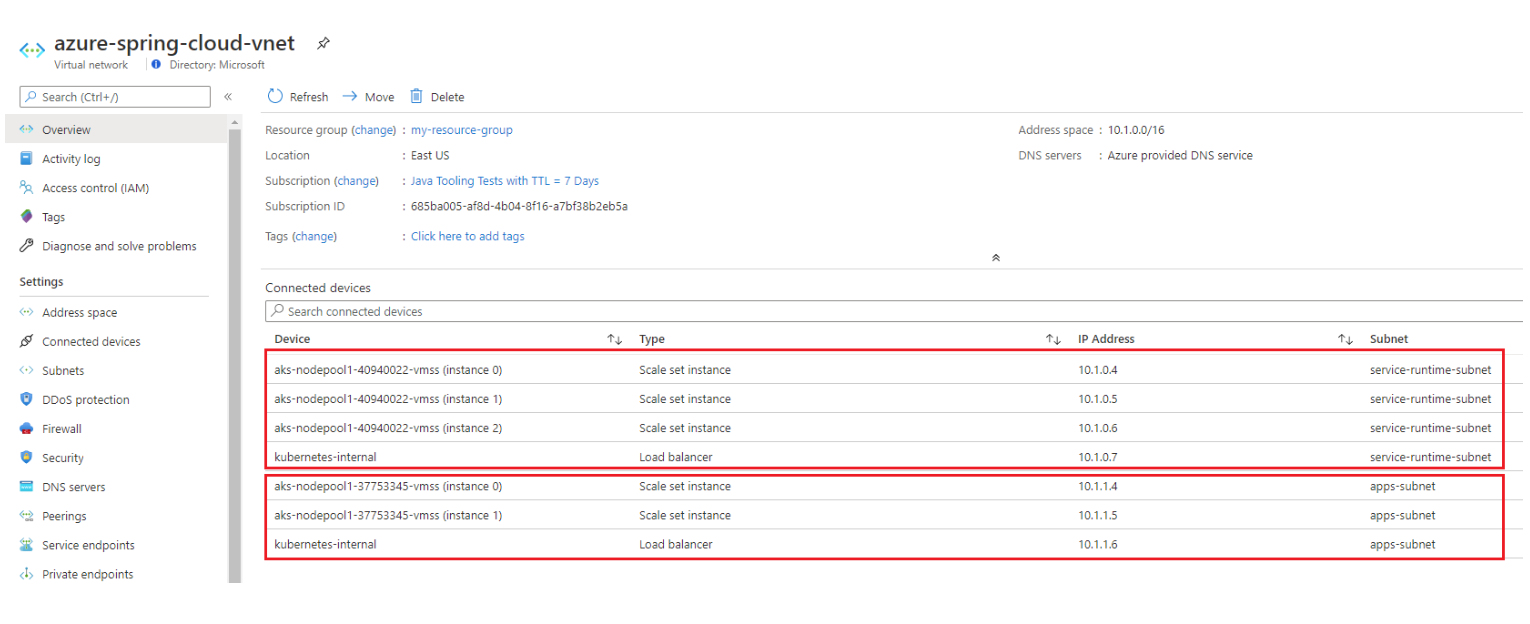 azure-spring-cloud-vnet
Virtual network Directory: Microsoft
Search (Ctrl+/) «
Refresh Move Delete
Overview
Activity log
Access control (IAM)
Tags
Diagnose and solve problems
Settings
Address space
Connected devices
Subnets
DDoS protection
Firewall
Security
DNS servers
Peerings
Service endpoints
Private endpoints
Resource group (change) : my-resource-group
Location : East US
Subscription (change) : Java Tooling Tests with TTL = 7 Days
Subscription ID : 685ba005-af8d-4b04-8f16-a7bf38b2eb5a
Tags (change) : Click here to add tags
Address space : 10.1.0.0/16
DNS servers : Azure provided DNS service
Connected devices
Search connected devices
Device Type IP Address Subnet
aks-nodepool1-40940022-vmss (instance 0) Scale set instance 10.1.0.4 service-runtime-subnet
aks-nodepool1-40940022-vmss (instance 1) Scale set instance 10.1.0.5 service-runtime-subnet
aks-nodepool1-40940022-vmss (instance 2) Scale set instance 10.1.0.6 service-runtime-subnet
kubernetes-internal Load balancer 10.1.0.7 service-runtime-subnet
aks-nodepool1-37753345-vmss (instance 0) Scale set instance 10.1.1.4 apps-subnet
aks-nodepool1-37753345-vmss (instance 1) Scale set instance 10.1.1.5 apps-subnet
kubernetes-internal Load balancer 10.1.1.6 apps-subnet